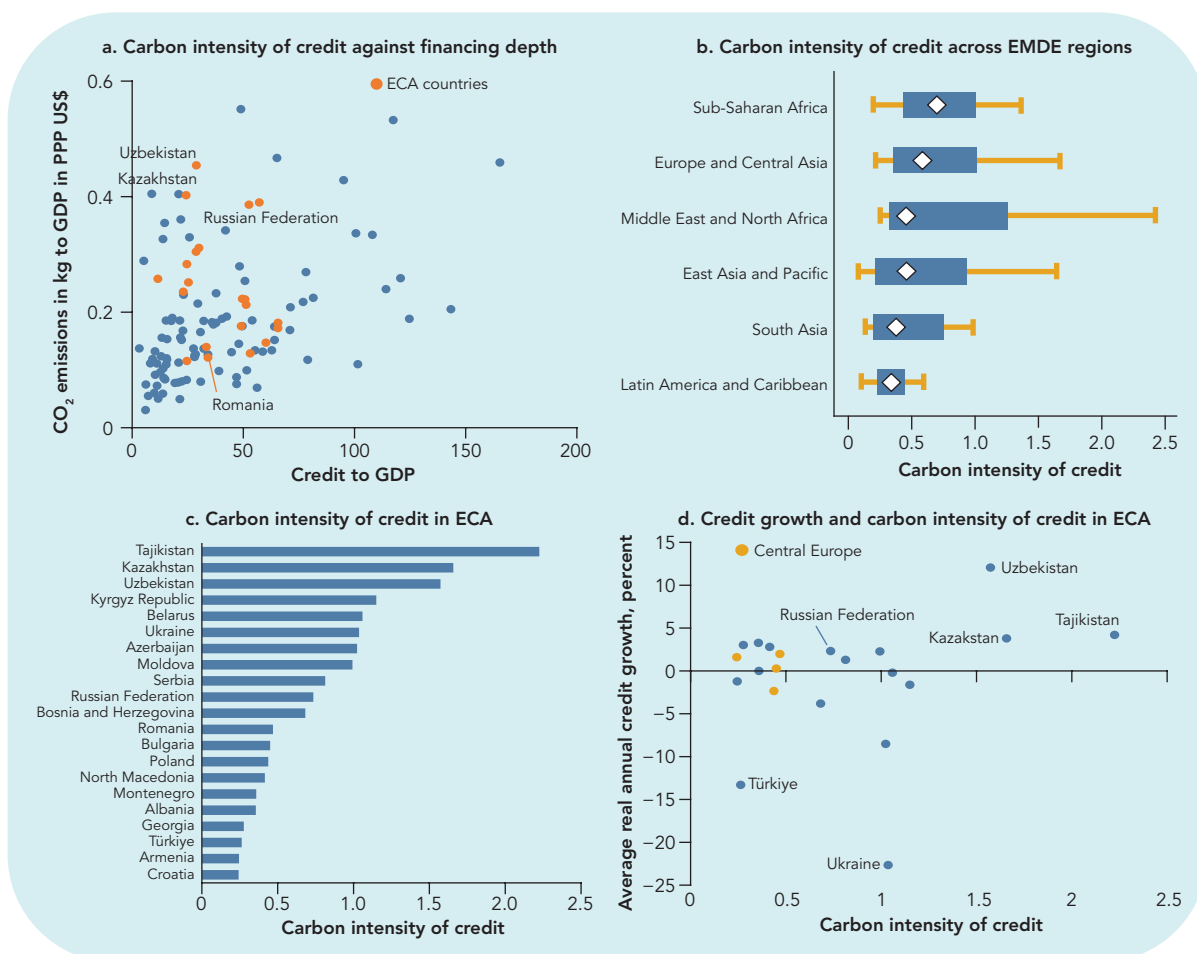 a. Carbon intensity of credit against financing depth
CO2 emissions in kg to GDP in PPP US$
0.6
0.4
0.2
0
ECA countries
Uzbekistan
Kazakhstan
Russian Federation
Romania
0 50 100 150 200
Credit to GDP
b. Carbon intensity of credit across EMDE regions
Sub-Saharan Africa
Europe and Central Asia
Middle East and North Africa
East Asia and Pacific
South Asia
Latin America and Caribbean
0 0.5 1.0 1.5 2.0 2.5
Carbon intensity of credit
c. Carbon intensity of credit in ECA
Tajikistan
Kazakhstan
Uzbekistan
Kyrgyz Republic
Belarus
Ukraine
Azerbaijan
Moldova
Serbia
Russian Federation
Bosnia and Herzegovina
Romania
Bulgaria
Poland
North Macedonia
Montenegro
Albania
Georgia
Türkiye
Armenia
Croatia
0 0.5 1.0 1.5 2.0 2.5
Carbon intensity of credit
d. Credit growth and carbon intensity of credit in ECA
Average real annual credit growth, percent
15
10
5
0
−5
−10
−15
−20
−25
Central Europe
Uzbekistan
Russian Federation
Tajikistan
Kazakstan
Türkiye
Ukraine
0 0.5 1 1.5 2 2.5
Carbon intensity of credit